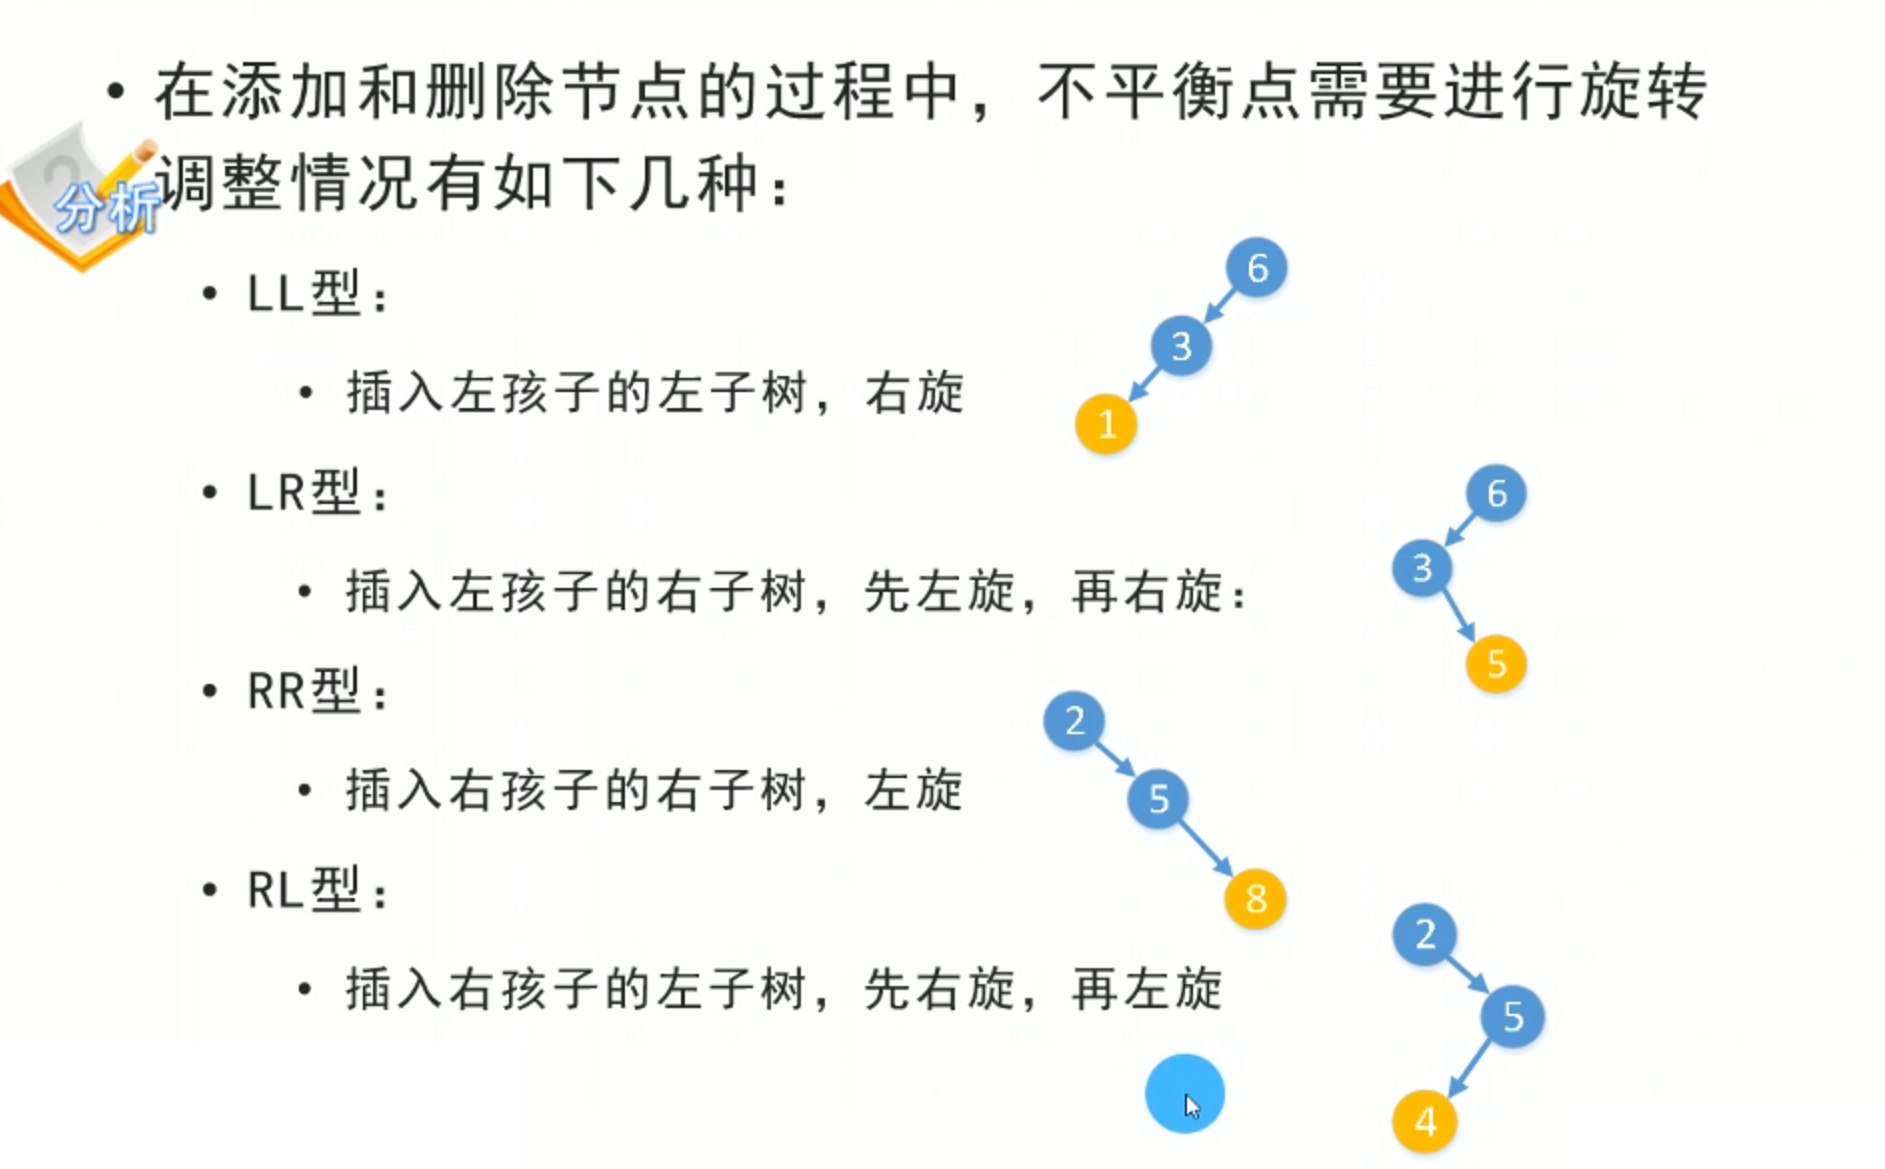 • 在添加和删除节点的过程中，不平衡点需要进行旋转
调整情况有如下几种：
分析
• LL型：
6
3
• 插入左孩子的左子树，右旋
1
• LR型：
6
3
• 插入左孩子的右子树，先左旋，再右旋：
5
• RR型：
2
• 插入右孩子的右子树，左旋
5
• RL型：
8
2
• 插入右孩子的左子树，先右旋，再左旋
5
4